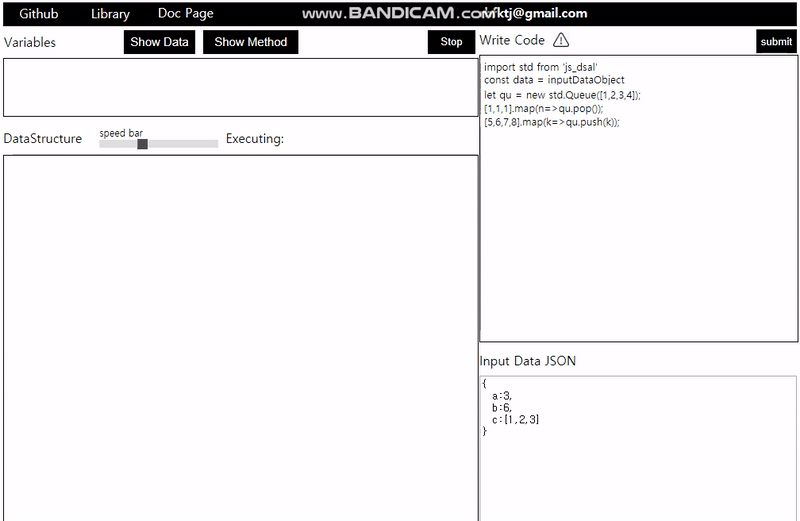 Github Library Doc Page www.BANDICAM.com ktj@gmail.com
Variables Show Data Show Method Stop
Write Code submit
import std from 'js_dsal'
const data = inputDataObject
let qu = new std.Queue([1,2,3,4]);
[1,1,1].map(n=>qu.pop());
[5,6,7,8].map(k=>qu.push(k));
DataStructure speed bar Executing:
Input Data JSON
{
a:3,
b:6,
c:[1,2,3]
}